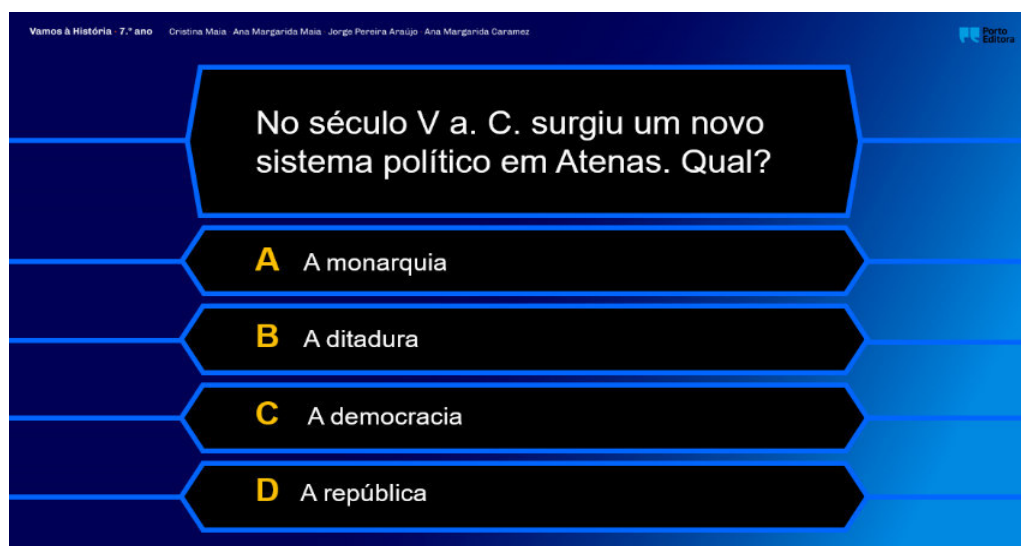 Vamos à História · 7.º ano Cristina Maia · Ana Margarida Maia · Jorge Pereira Araújo · Ana Margarida Caramez
Porto
Editora
No século V a. C. surgiu um novo
sistema político em Atenas. Qual?
A A monarquia
B A ditadura
C A democracia
D A república